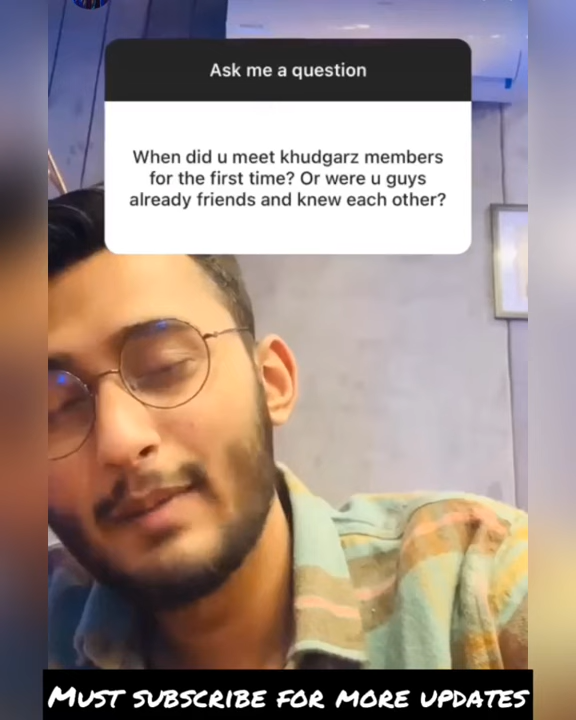 Ask me a question
When did u meet khudgarz members
for the first time? Or were u guys
already friends and knew each other?
MUST SUBSCRIBE FOR MORE UPDATES